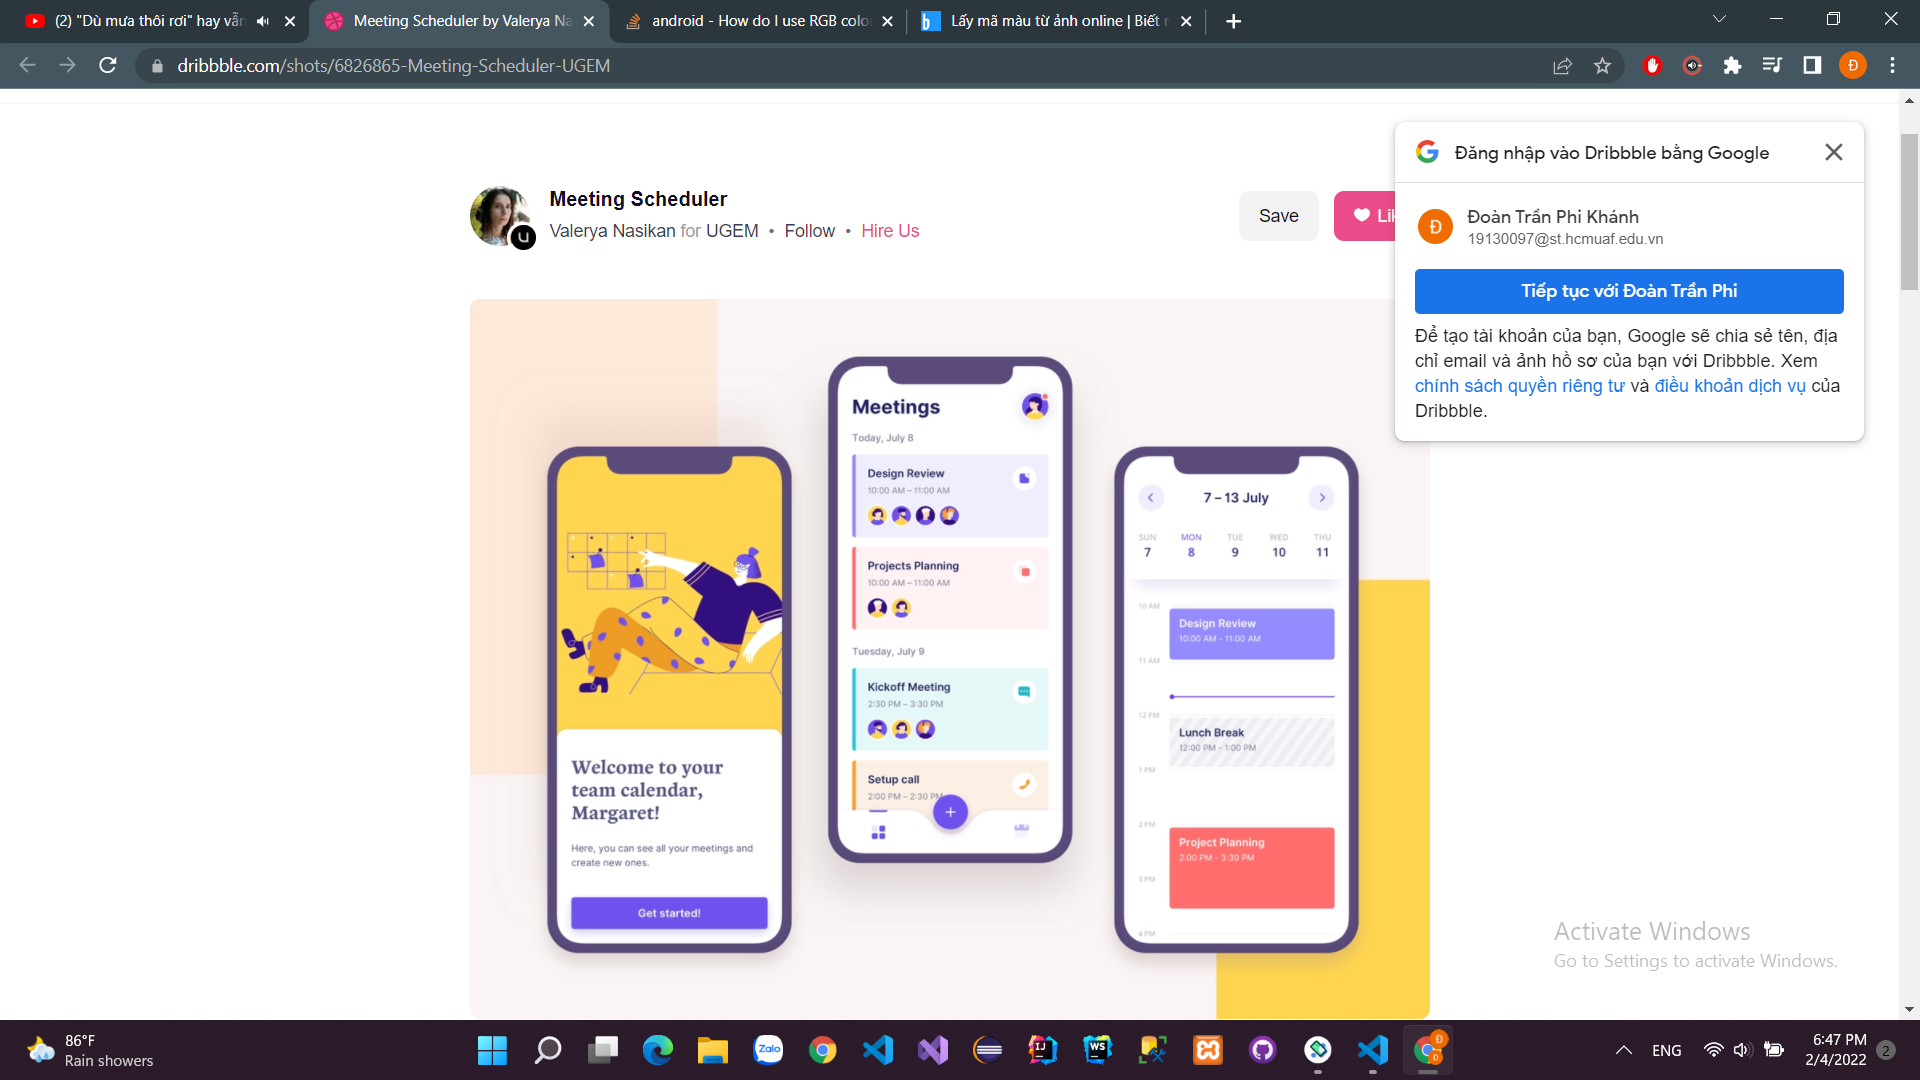 (2) "Dù mưa thôi rơi" hay vẫn
Meeting Scheduler by Valerya Na
android - How do I use RGB colo
Lấy mã màu từ ảnh online | Biết m
dribbble.com/shots/6826865-Meeting-Scheduler-UGEM
Đ
Đăng nhập vào Dribbble bằng Google
Đ
Đoàn Trần Phi Khánh
19130097@st.hcmuaf.edu.vn
Tiếp tục với Đoàn Trần Phi
Để tạo tài khoản của bạn, Google sẽ chia sẻ tên, địa
chỉ email và ảnh hồ sơ của bạn với Dribbble. Xem
chính sách quyền riêng tư và điều khoản dịch vụ của
Dribbble.
Meeting Scheduler
Valerya Nasikan for UGEM • Follow • Hire Us
Save
Lik
Welcome to your
team calendar,
Margaret!
Here, you can see all your meetings and
create new ones.
Get started!
Meetings
Today, July 8
Design Review
10:00 AM – 11:00 AM
Projects Planning
10:00 AM – 11:00 AM
Tuesday, July 9
Kickoff Meeting
2:30 PM – 3:30 PM
Setup call
2:00 PM – 2:30 PM
7 – 13 July
SUN MON TUE WED THU
7 8 9 10 11
10 AM
Design Review
10:00 AM - 11:00 AM
11 AM
12 PM
Lunch Break
12:00 PM - 1:00 PM
1 PM
2 PM
Project Planning
2:00 PM - 3:30 PM
3 PM
4 PM
Activate Windows
Go to Settings to activate Windows.
86°F
Rain showers
Zalo
IJ
WS
Đ
Đ
ENG
6:47 PM
2/4/2022
2